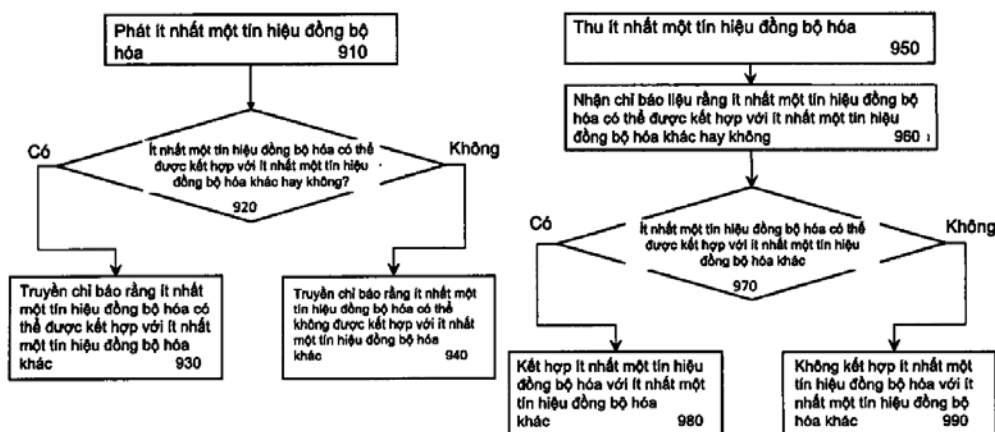 Phát ít nhất một tín hiệu đồng bộ
hóa 910
Có
Không
Ít nhất một tín hiệu đồng bộ hóa có thể
được kết hợp với ít nhất một tín hiệu
đồng bộ hóa khác hay không?
920
Truyền chỉ báo rằng ít nhất
một tín hiệu đồng bộ hóa có
thể được kết hợp với ít nhất
một tín hiệu đồng bộ hóa
khác 930
Truyền chỉ báo rằng ít nhất một
tín hiệu đồng bộ hóa có thể
không được kết hợp với ít nhất
một tín hiệu đồng bộ hóa
khác 940
Thu ít nhất một tín hiệu đồng bộ hóa
950
Nhận chỉ báo liệu rằng ít nhất một tín hiệu đồng bộ
hóa có thể được kết hợp với ít nhất một tín hiệu
đồng bộ hóa khác hay không 960
Có
Không
Ít nhất một tín hiệu đồng bộ hóa có thể
được kết hợp với ít nhất một tín hiệu
đồng bộ hóa khác
970
Kết hợp ít nhất một tín hiệu
đồng bộ hóa với ít nhất một
tín hiệu đồng bộ hóa
khác 980
Không kết hợp ít nhất một
tín hiệu đồng bộ hóa với ít
nhất một tín hiệu đồng bộ
hóa khác 990